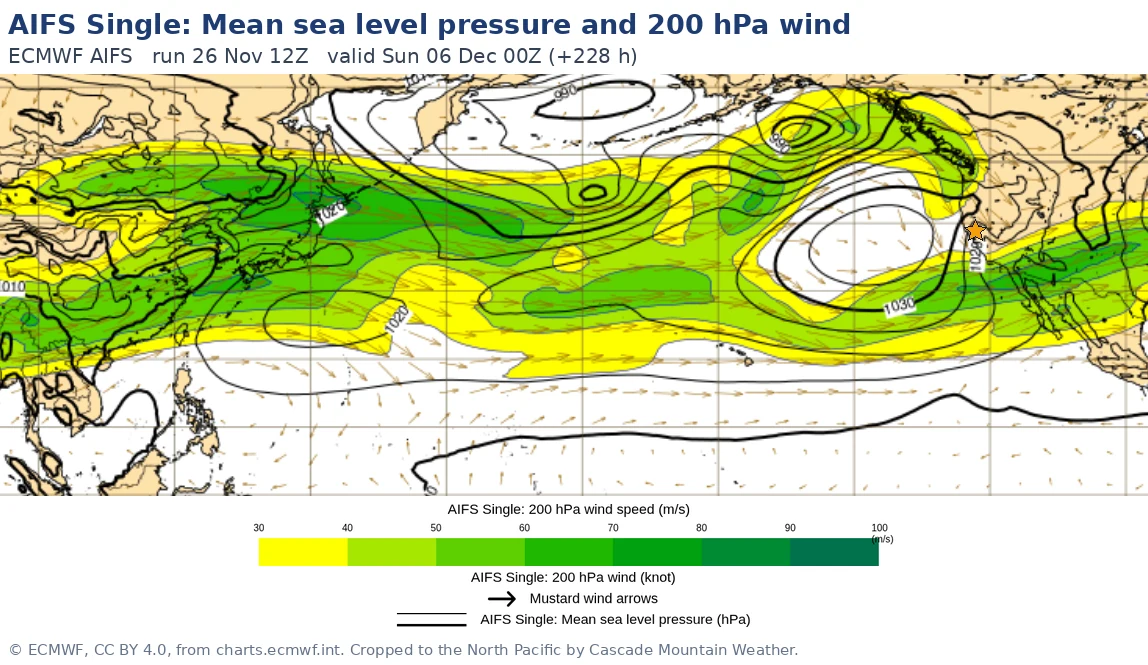 AIFS Single: Mean sea level pressure and 200 hPa wind
ECMWF AIFS run 26 Nov 12Z valid Sun 06 Dec 00Z (+228 h)
990
990
1020
1020
010
1020
1030
AIFS Single: 200 hPa wind speed (m/s)
30 40 50 60 70 80 90 100
(m/s)
AIFS Single: 200 hPa wind (knot)
Mustard wind arrows
AIFS Single: Mean sea level pressure (hPa)
© ECMWF, CC BY 4.0, from charts.ecmwf.int. Cropped to the North Pacific by Cascade Mountain Weather.